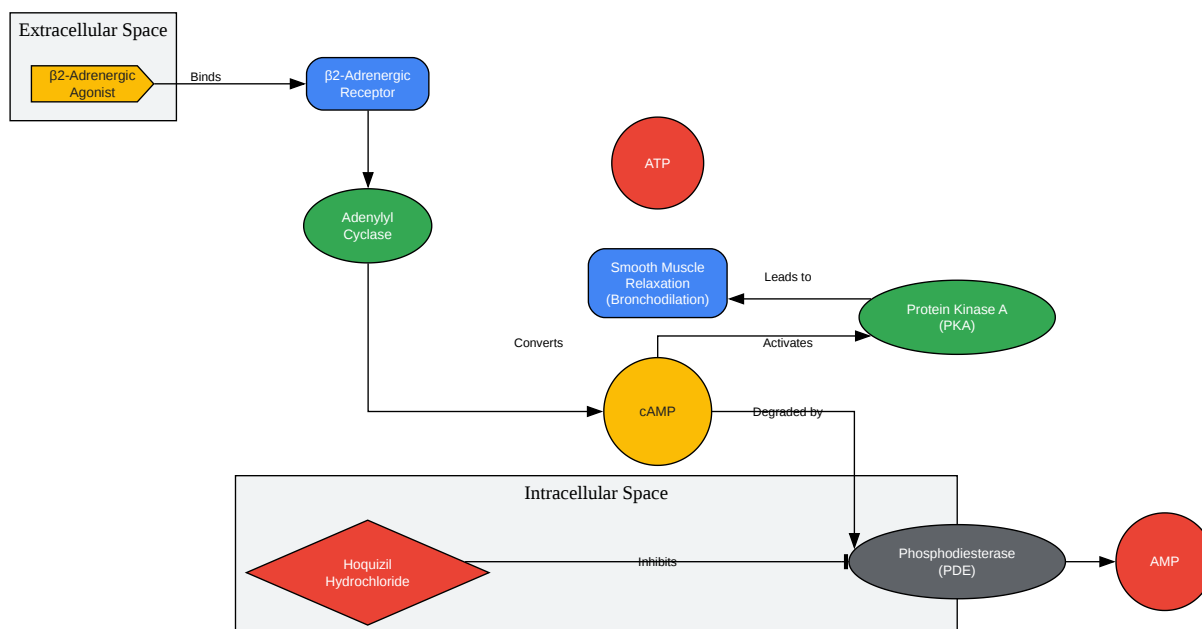 Extracellular Space
β2-Adrenergic
Agonist
Binds
β2-Adrenergic
Receptor
ATP
Adenylyl
Cyclase
Smooth Muscle
Relaxation
(Bronchodilation)
Leads to
Protein Kinase A
(PKA)
Converts
Activates
cAMP
Degraded by
Intracellular Space
Hoquizil
Hydrochloride
Inhibits
Phosphodiesterase
(PDE)
AMP